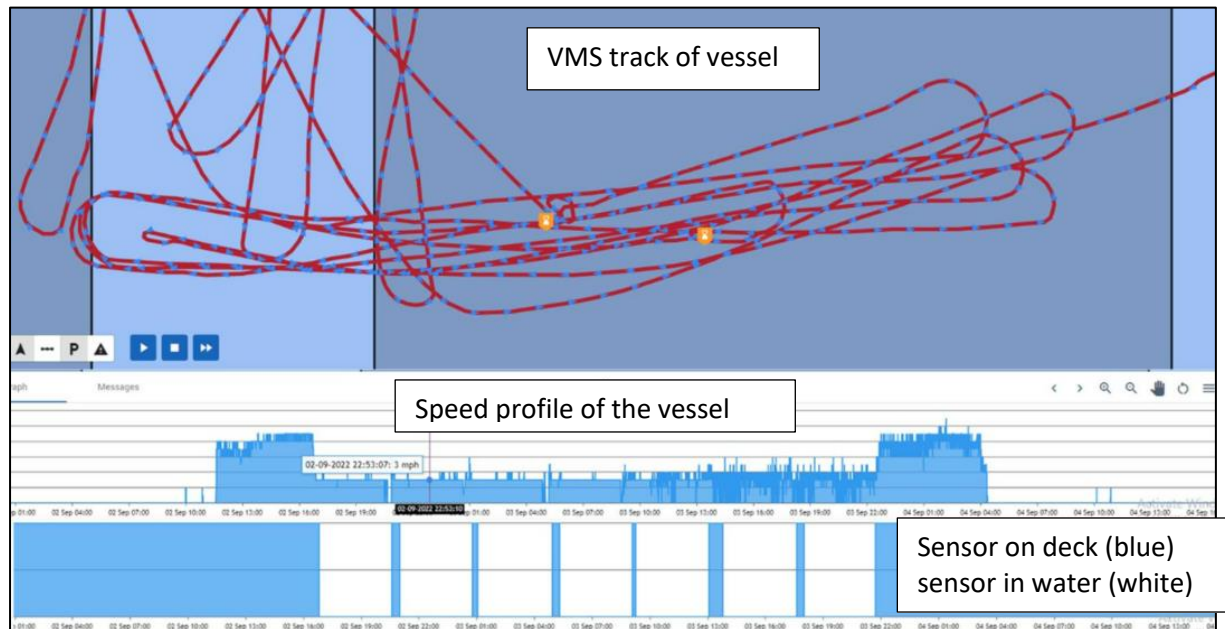 VMS track of vessel
P
Messages
Speed profile of the vessel
02-09-2022 22:53:07: 3 mph
01:00 02 Sep 04:00 02 Sep 07:00 02 Sep 10:00 02 Sep 13:00 02 Sep 16:00 02 Sep 19:00 02-09-2022 22:53:10 01:00 03 Sep 04:00 03 Sep 07:00 03 Sep 10:00 03 Sep 13:00 03 Sep 16:00 03 Sep 19:00 03 Sep 22:00 04 Sep 01:00 04 Sep 04:00 04 Sep 07:00 04 Sep 10:00 04 Sep 13:00
Sensor on deck (blue)
sensor in water (white)
01:00 02 Sep 04:00 02 Sep 07:00 02 Sep 10:00 02 Sep 13:00 02 Sep 16:00 02 Sep 19:00 02 Sep 22:00 03 Sep 01:00 03 Sep 04:00 03 Sep 07:00 03 Sep 10:00 03 Sep 13:00 03 Sep 16:00 03 Sep 19:00 03 Sep 22:00 04 Sep 01:00 04 Sep 04:00 04 Sep 07:00 04 Sep 10:00 04 Sep 13:00